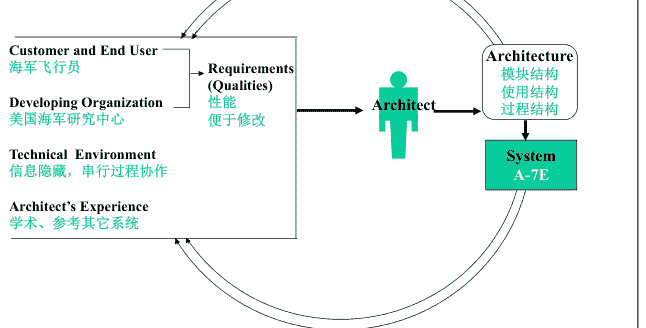 Customer and End User
海军飞行员
Developing Organization
美国海军研究中心
Technical Environment
信息隐藏，串行过程协作
Architect's Experience
学术、参考其它系统
Requirements
(Qualities)
性能
便于修改
Architect
Architecture
模块结构
使用结构
过程结构
System
A-7E